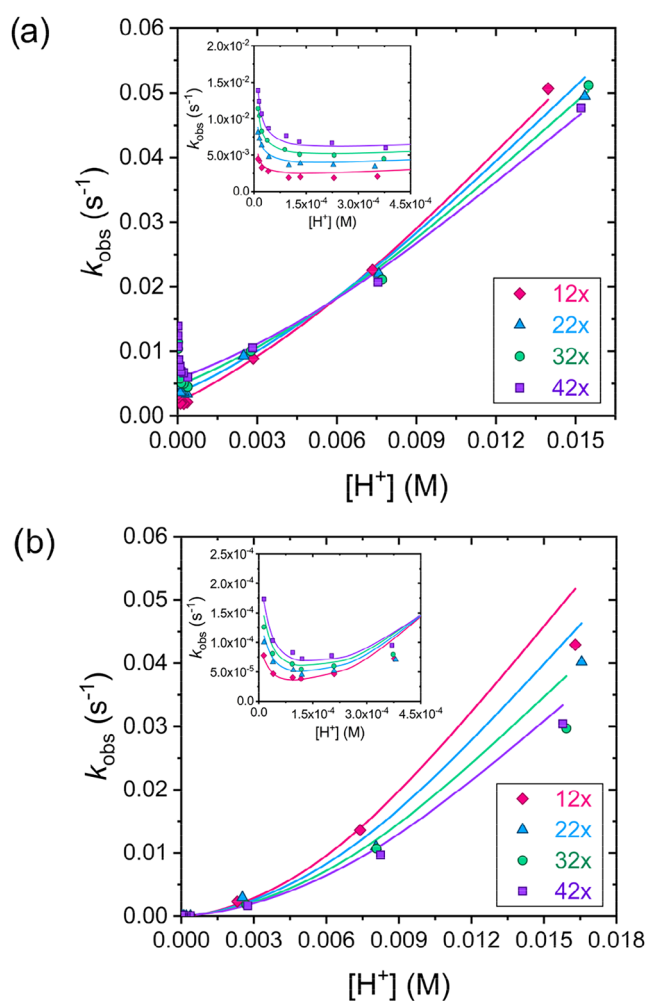 (a)
0.06
0.05
0.04
0.03
0.02
0.01
0.00
k_obs (s⁻¹)
2.0x10⁻²
1.5x10⁻²
1.0x10⁻²
5.0x10⁻³
0.0
k_obs (s⁻¹)
0.0 1.5x10⁻⁴ 3.0x10⁻⁴ 4.5x10⁻⁴
[H⁺] (M)
12x
22x
32x
42x
0.000 0.003 0.006 0.009 0.012 0.015
[H⁺] (M)
(b)
0.06
0.05
0.04
0.03
0.02
0.01
0.00
k_obs (s⁻¹)
2.5x10⁻⁴
2.0x10⁻⁴
1.5x10⁻⁴
1.0x10⁻⁴
5.0x10⁻⁵
0.0
k_obs (s⁻¹)
0.0 1.5x10⁻⁴ 3.0x10⁻⁴ 4.5x10⁻⁴
[H⁺] (M)
12x
22x
32x
42x
0.000 0.003 0.006 0.009 0.012 0.015 0.018
[H⁺] (M)